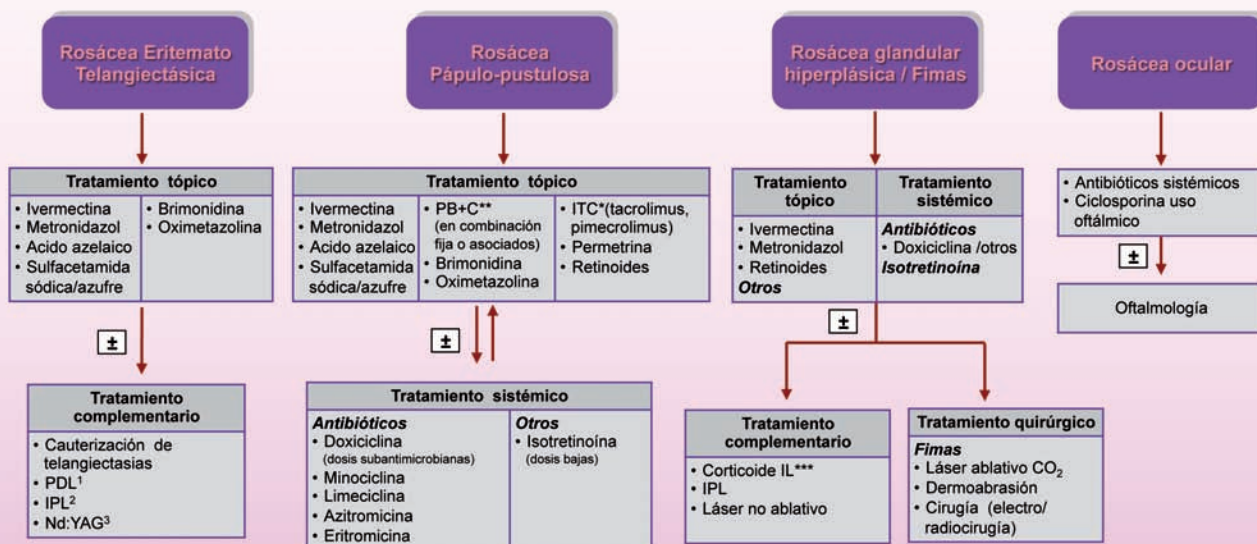 Rosácea Eritemato
Telangiectásica
Tratamiento tópico
• Ivermectina
• Metronidazol
• Acido azelaico
• Sulfacetamida
sódica/azufre
• Brimonidina
• Oximetazolina
±
Tratamiento
complementario
• Cauterización de
telangiectasias
• PDL¹
• IPL²
• Nd:YAG³
Rosácea
Pápulo-pustulosa
Tratamiento tópico
• Ivermectina
• Metronidazol
• Acido azelaico
• Sulfacetamida
sódica/azufre
• PB+C**
(en combinación
fija o asociados)
• Brimonidina
• Oximetazolina
• ITC*(tacrolimus,
pimecrolimus)
• Permetrina
• Retinoides
±
Tratamiento sistémico
Antibióticos
• Doxiciclina
(dosis subantimicrobianas)
• Minociclina
• Limeciclina
• Azitromicina
• Eritromicina
Otros
• Isotretinoína
(dosis bajas)
Rosácea glandular
hiperplásica / Fimas
Tratamiento
tópico
• Ivermectina
• Metronidazol
• Retinoides
Otros
Tratamiento
sistémico
Antibióticos
• Doxiciclina /otros
Isotretinoína
±
Tratamiento
complementario
• Corticoide IL***
• IPL
• Láser no ablativo
Tratamiento quirúrgico
Fimas
• Láser ablativo CO₂
• Dermoabrasión
• Cirugía (electro/
radiocirugía)
Rosácea ocular
• Antibióticos sistémicos
• Ciclosporina uso
oftálmico
±
Oftalmología